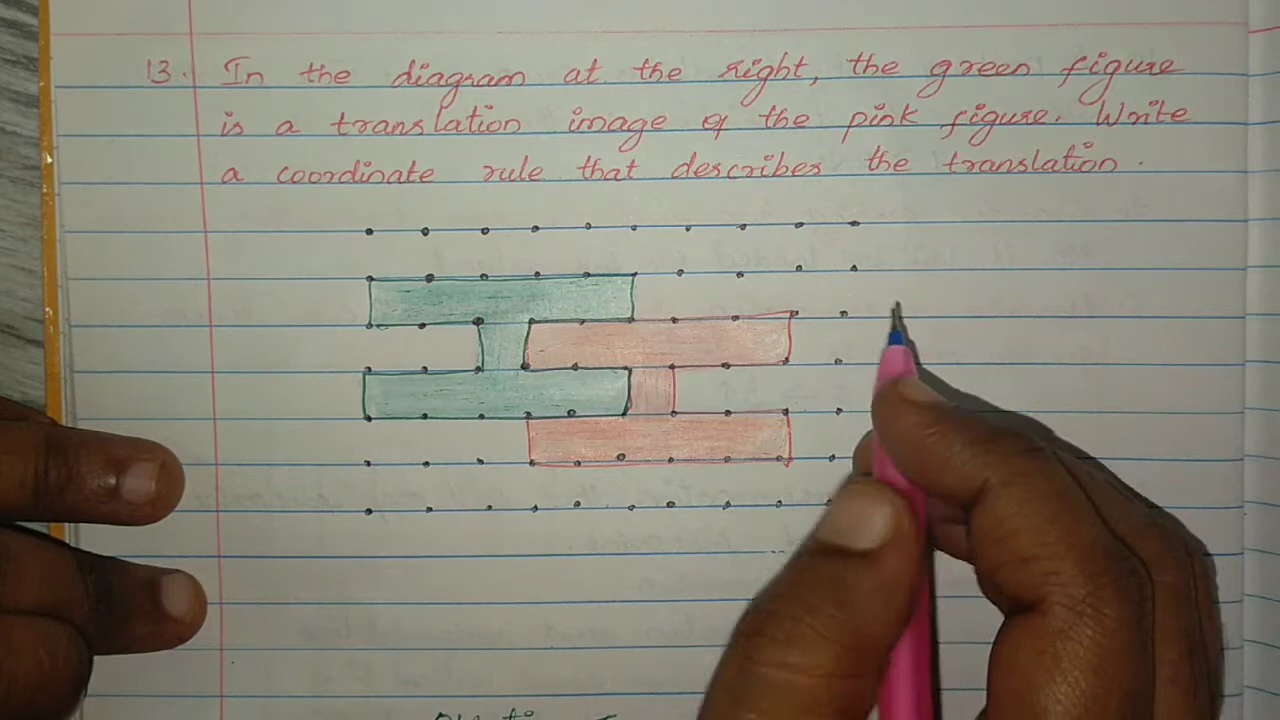 13. In the diagram at the right, the green figure
is a translation image of the pink figure. Write
a coordinate rule that describes the translation.